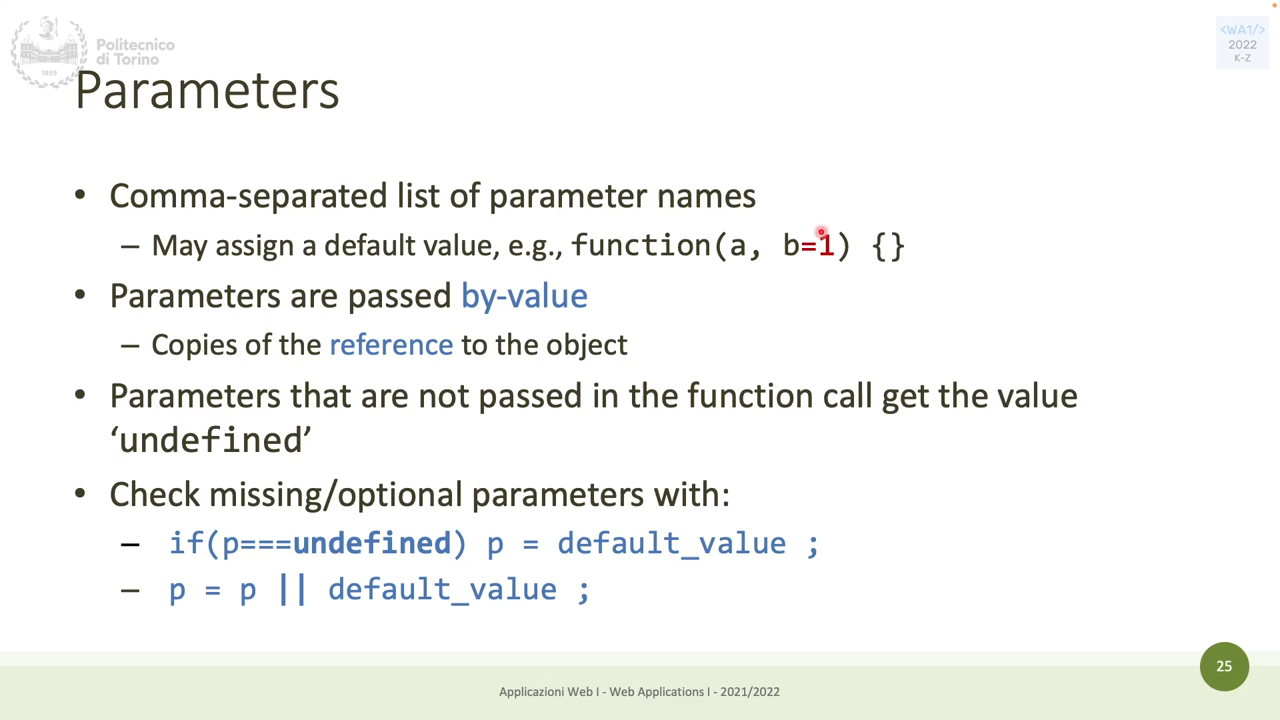 Politecnico
di Torino
1859
<WA1/>
2022
K-Z
Parameters
• Comma-separated list of parameter names
– May assign a default value, e.g., function(a, b=1) {}
• Parameters are passed by-value
– Copies of the reference to the object
• Parameters that are not passed in the function call get the value
‘undefined’
• Check missing/optional parameters with:
– if(p===undefined) p = default_value ;
– p = p || default_value ;
25
Applicazioni Web I - Web Applications I - 2021/2022